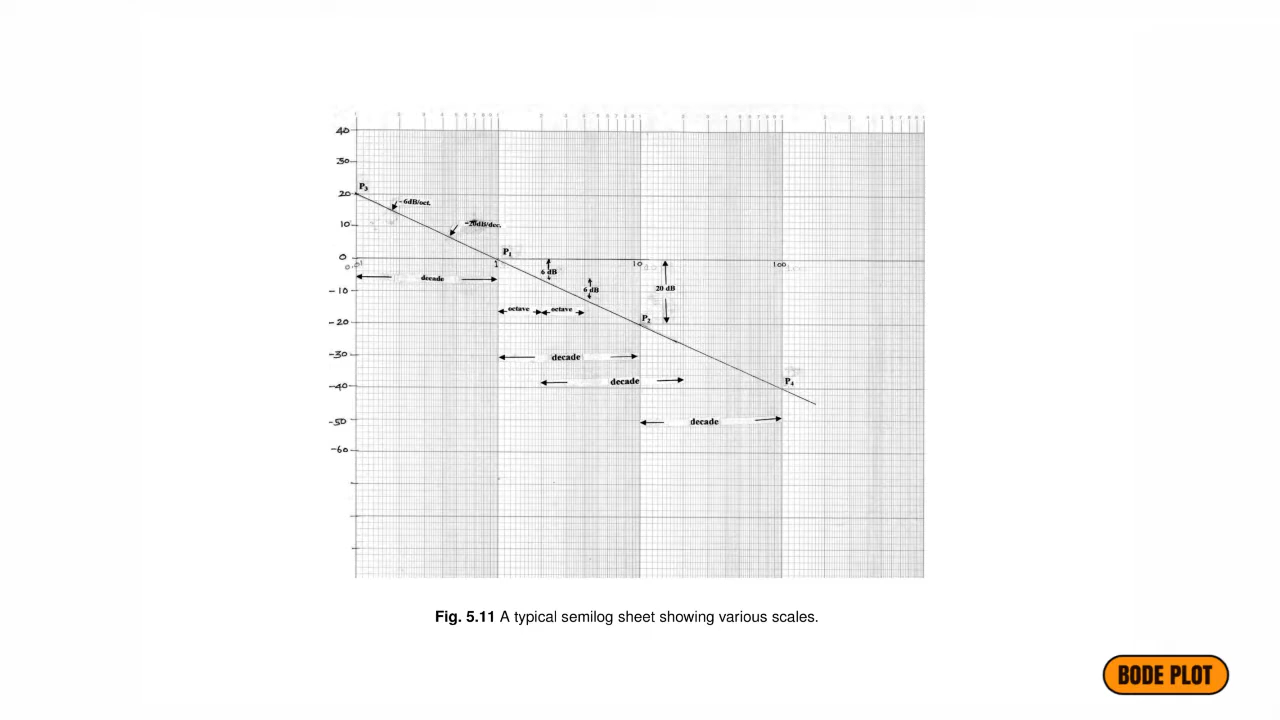 40
30
20
P3
-6dB/oct.
10
-20dB/dec.
P1
0
1
10
100
6 dB
decade
6 dB
20 dB
-10
octave
octave
P2
-20
-30
decade
decade
P4
-40
-50
decade
-60
Fig. 5.11 A typical semilog sheet showing various scales.
BODE PLOT